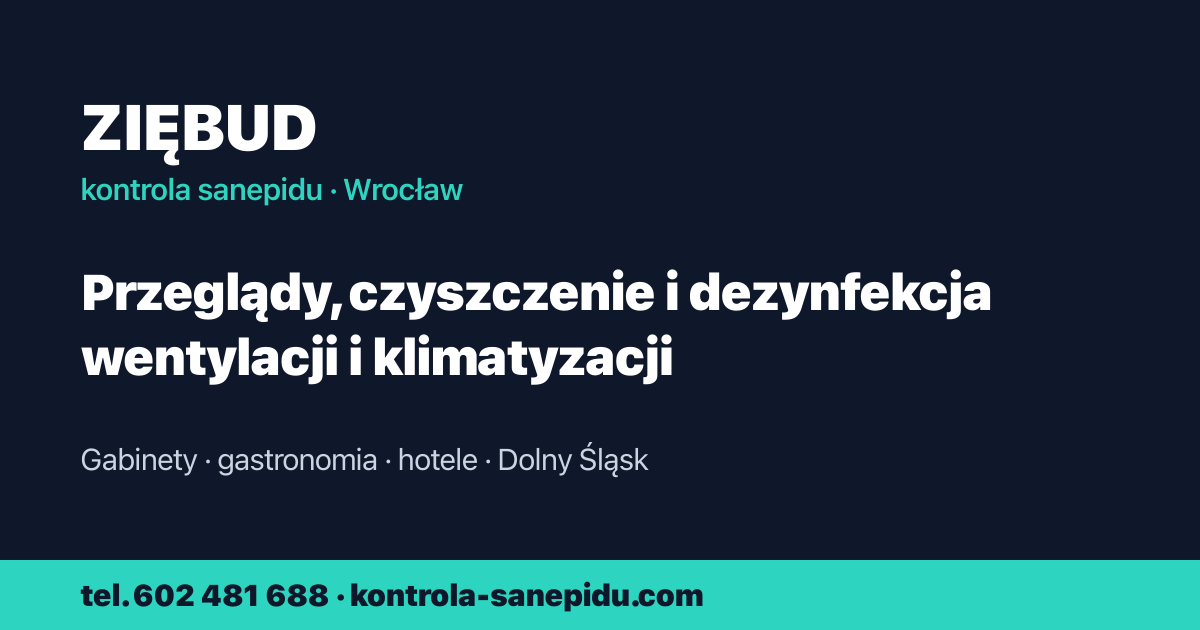 ZIĘBUD
kontrola sanepidu · Wrocław
Przeglądy, czyszczenie i dezynfekcja
wentylacji i klimatyzacji
Gabinety · gastronomia · hotele · Dolny Śląsk
tel. 602 481 688 · kontrola-sanepidu.com